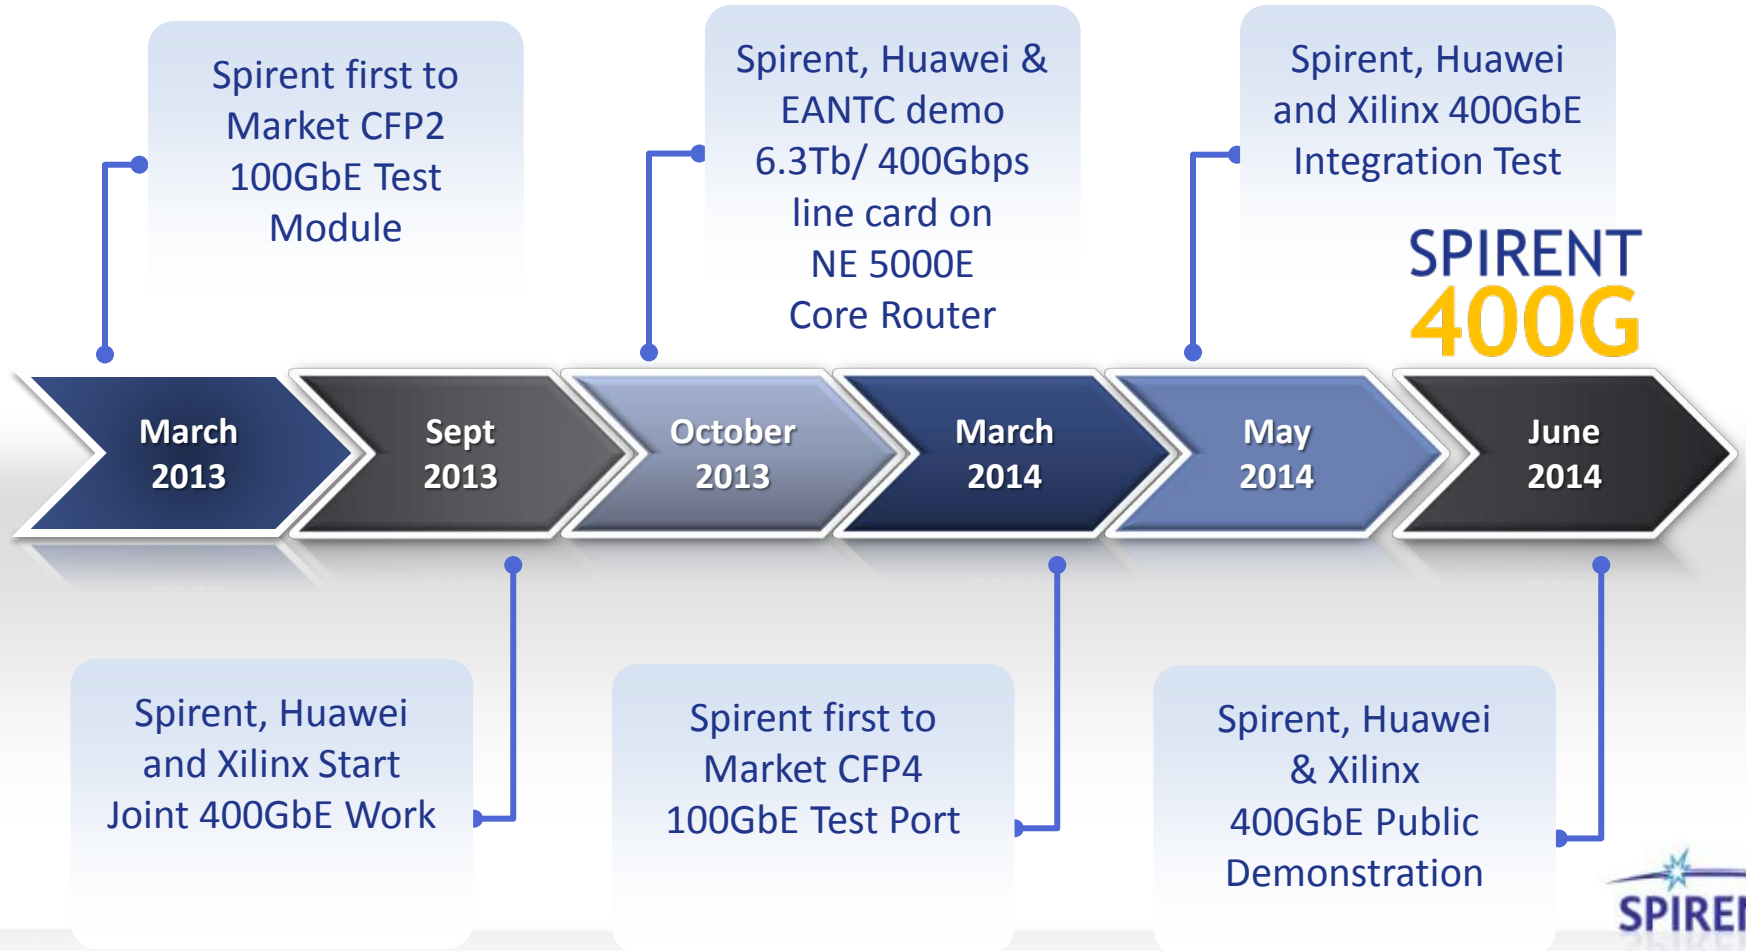 Spirent first to
Market CFP2
100GbE Test
Module
Spirent, Huawei &
EANTC demo
6.3Tb/ 400Gbps
line card on
NE 5000E
Core Router
Spirent, Huawei
and Xilinx 400GbE
Integration Test
SPIRENT
400G
March
2013
Sept
2013
October
2013
March
2014
May
2014
June
2014
Spirent, Huawei
and Xilinx Start
Joint 400GbE Work
Spirent first to
Market CFP4
100GbE Test Port
Spirent, Huawei
& Xilinx
400GbE Public
Demonstration